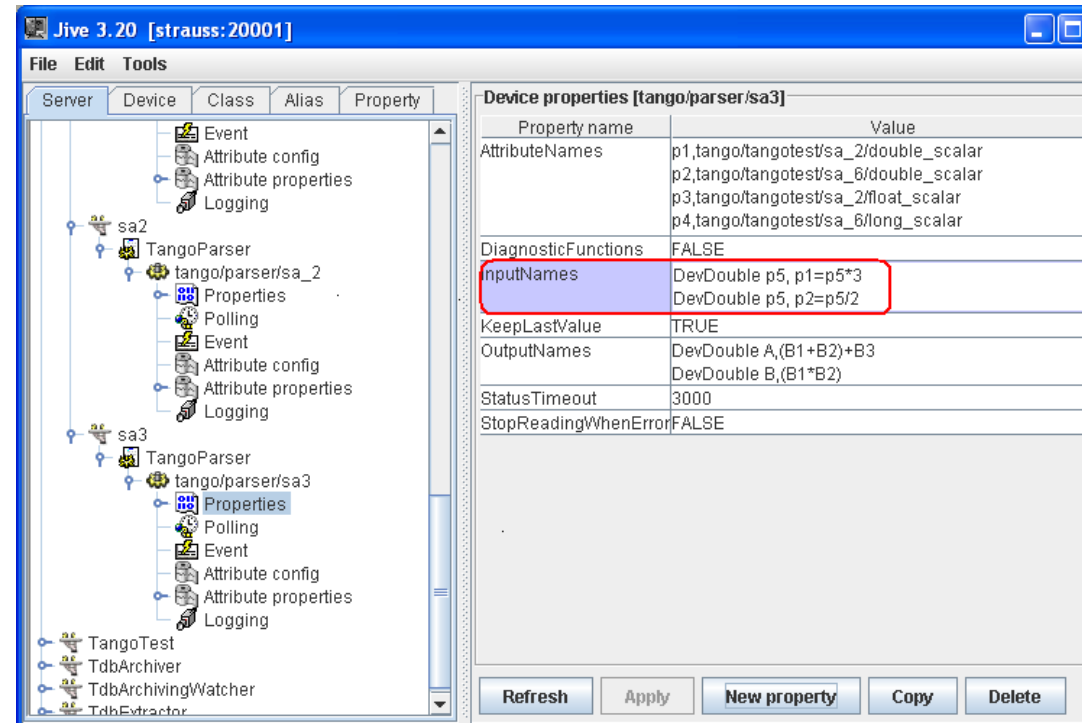 Jive 3.20 [strauss:20001]
File Edit Tools
Server Device Class Alias Property
Event
Attribute config
Attribute properties
Logging
sa2
TangoParser
tango/parser/sa_2
Properties
Polling
Event
Attribute config
Attribute properties
Logging
sa3
TangoParser
tango/parser/sa3
Properties
Polling
Event
Attribute config
Attribute properties
Logging
TangoTest
TdbArchiver
TdbArchivingWatcher
TdbExtractor
Device properties [tango/parser/sa3]
Property name Value
AttributeNames p1,tango/tangotest/sa_2/double_scalar
p2,tango/tangotest/sa_6/double_scalar
p3,tango/tangotest/sa_2/float_scalar
p4,tango/tangotest/sa_6/long_scalar
DiagnosticFunctions FALSE
InputNames DevDouble p5, p1=p5*3
DevDouble p5, p2=p5/2
KeepLastValue TRUE
OutputNames DevDouble A,(B1+B2)+B3
DevDouble B,(B1*B2)
StatusTimeout 3000
StopReadingWhenError FALSE
Refresh Apply New property Copy Delete